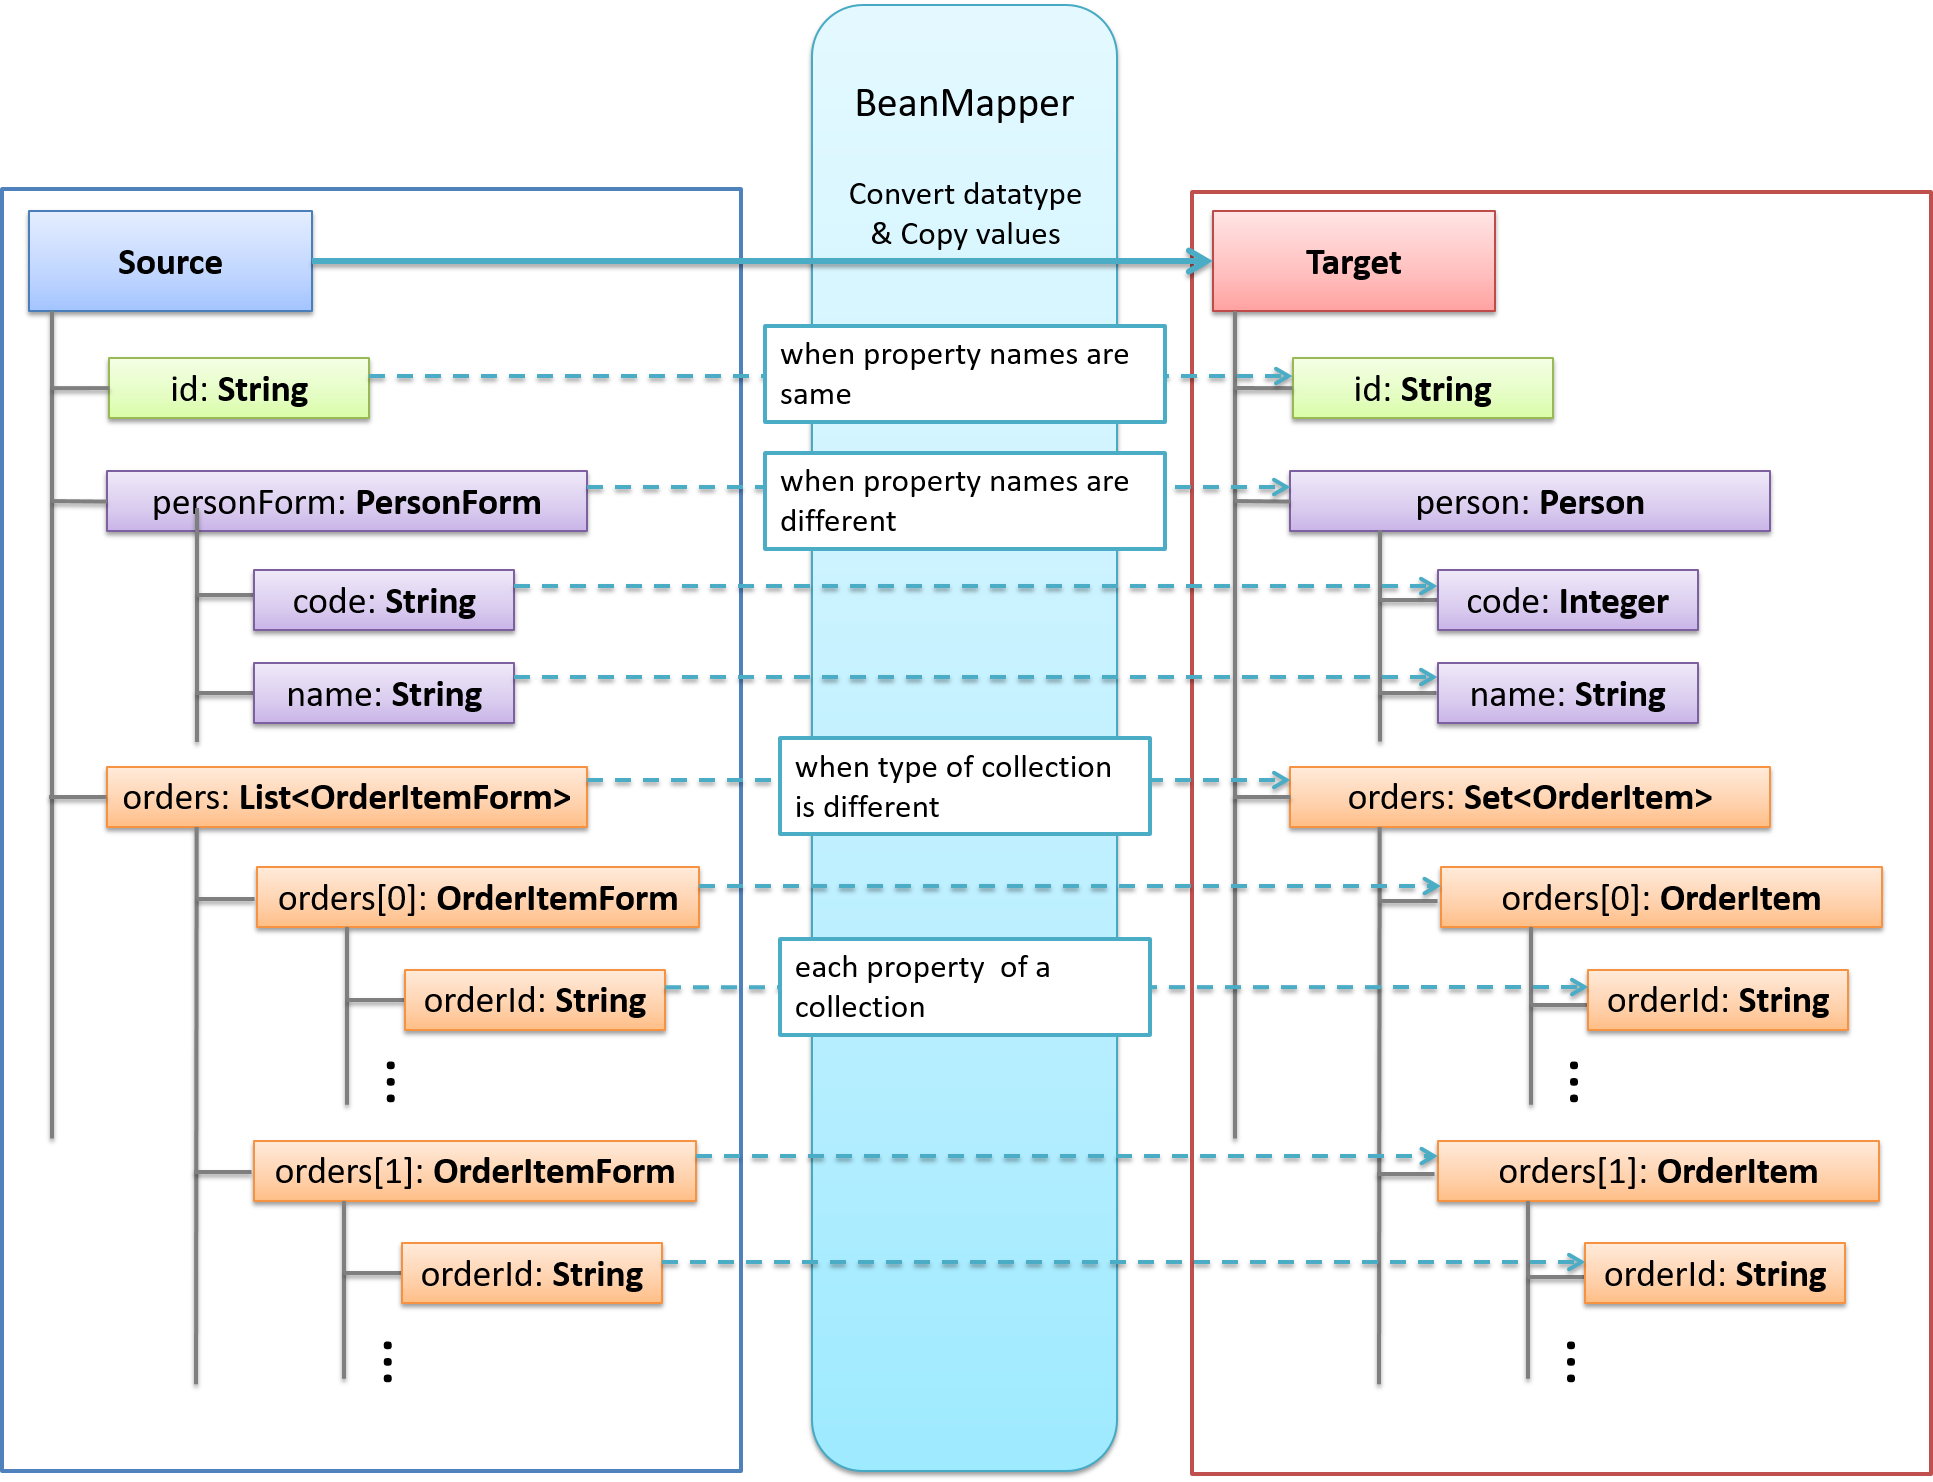 BeanMapper
Convert datatype
& Copy values
Source
Target
when property names are
same
id: String
id: String
when property names are
different
personForm: PersonForm
person: Person
code: String
code: Integer
name: String
name: String
when type of collection
is different
orders: List<OrderItemForm>
orders: Set<OrderItem>
orders[0]: OrderItemForm
orders[0]: OrderItem
each property  of a
collection
orderId: String
orderId: String
...
...
orders[1]: OrderItemForm
orders[1]: OrderItem
orderId: String
orderId: String
...
...